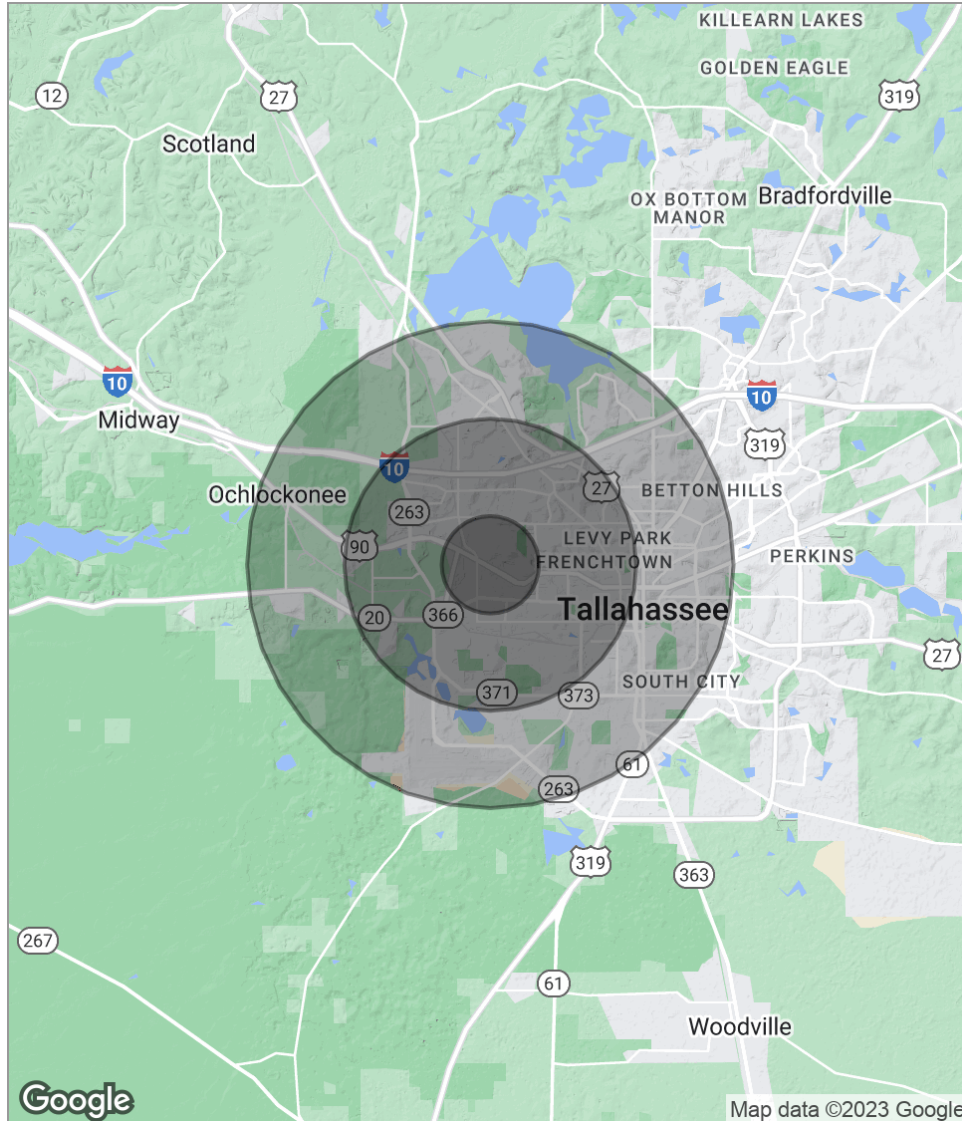 KILLEARN LAKES
GOLDEN EAGLE
12
27
319
Scotland
OX BOTTOM
MANOR
Bradfordville
10
Midway
10
319
10
27
BETTON HILLS
Ochlockonee
263
90
LEVY PARK
FRENCHTOWN
PERKINS
20
366
Tallahassee
27
SOUTH CITY
371
373
61
263
319
363
267
61
Woodville
Google
Map data ©2023 Google